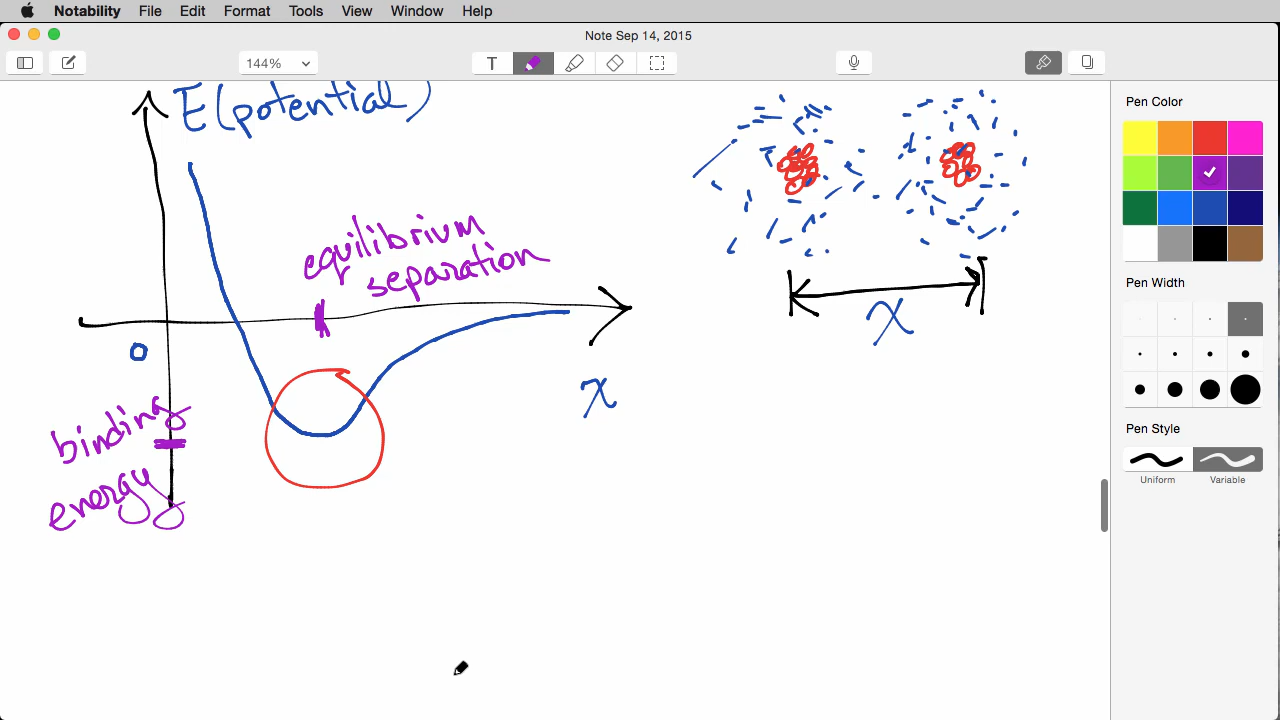 Notability File Edit Format Tools View Window Help
Note Sep 14, 2015
144%
T
E(potential)
equilibrium
separation
0
x
binding
energy
x
Pen Color
Pen Width
Pen Style
Uniform Variable